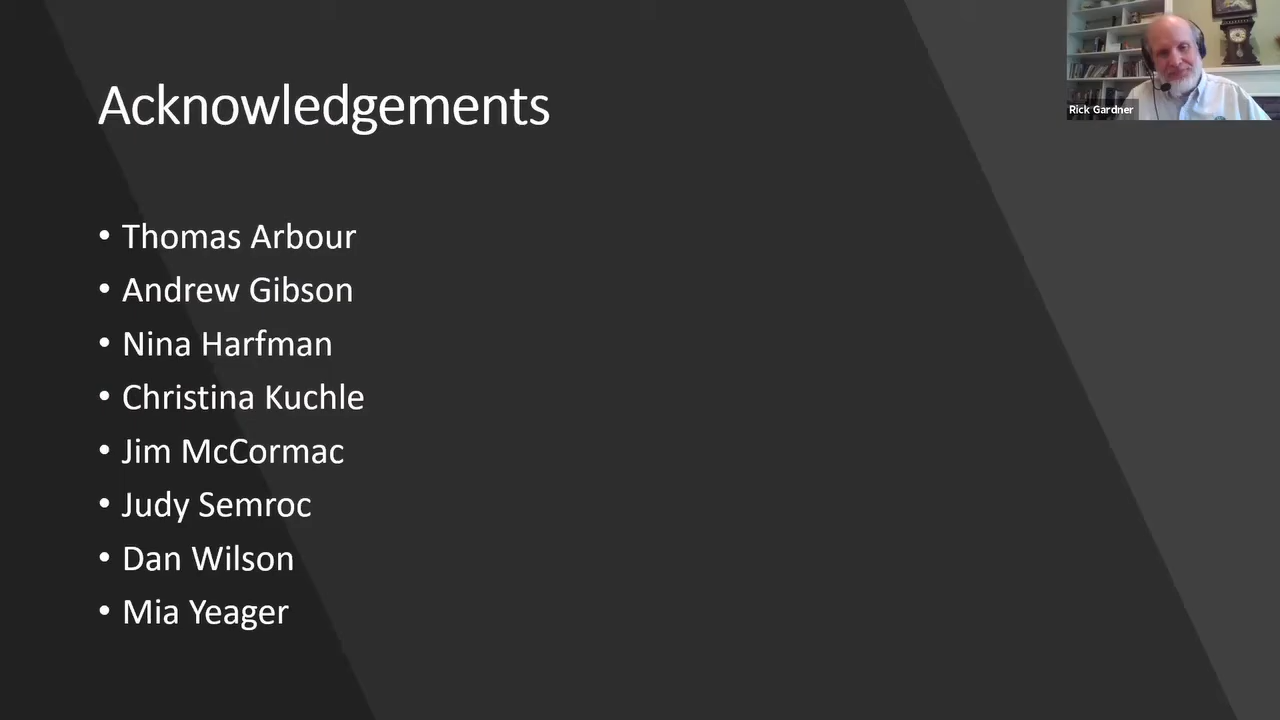 Acknowledgements
Rick Gardner
• Thomas Arbour
• Andrew Gibson
• Nina Harfman
• Christina Kuchle
• Jim McCormac
• Judy Semroc
• Dan Wilson
• Mia Yeager